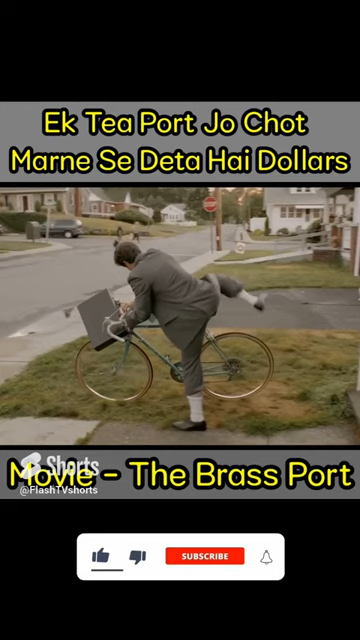 Ek Tea Port Jo Chot
Marne Se Deta Hai Dollars
Movie - The Brass Port
Shorts
@FlashTVshorts
SUBSCRIBE